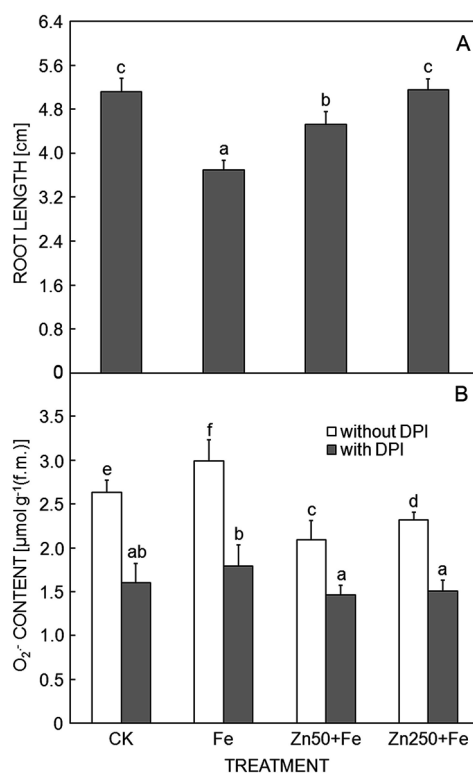 A
6.4
5.6
4.8
4.0
3.2
2.4
1.6
0.8
0
ROOT LENGTH [cm]
c
a
b
c
B
3.5
3.0
2.5
2.0
1.5
1.0
0.5
0
O₂·⁻ CONTENT [µmol g⁻¹(f.m.)]
without DPI
with DPI
e
ab
f
b
c
a
d
a
CK
Fe
Zn50+Fe
Zn250+Fe
TREATMENT